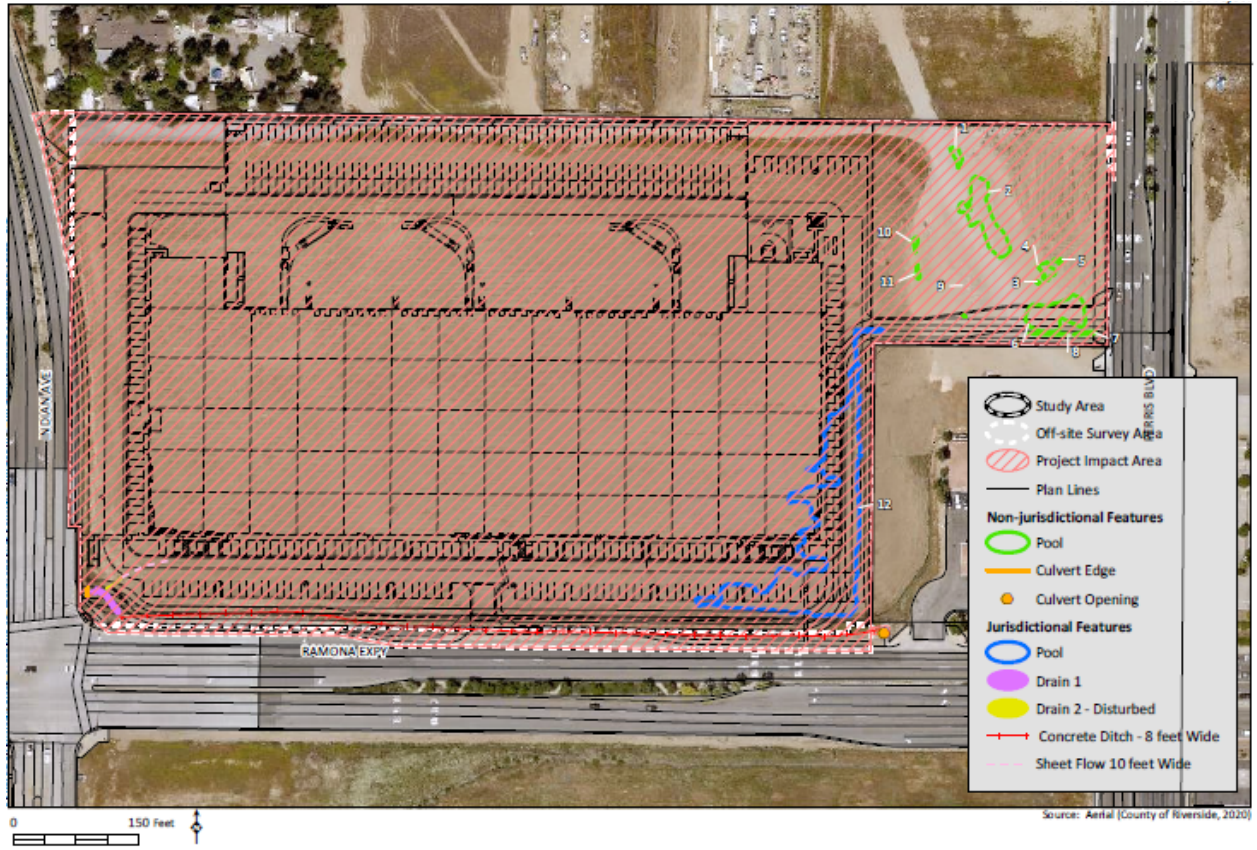 1
2
10
4
5
11
3
9
6
7
8
INDIAN AVE
12
RAMONA EXPY
Study Area
Off-site Survey Area
Project Impact Area
Plan Lines
Non-jurisdictional Features
Pool
Culvert Edge
Culvert Opening
Jurisdictional Features
Pool
Drain 1
Drain 2 - Disturbed
Concrete Ditch - 8 feet Wide
Sheet Flow 10 feet Wide
0 150 Feet
Source: Aerial (County of Riverside, 2020)